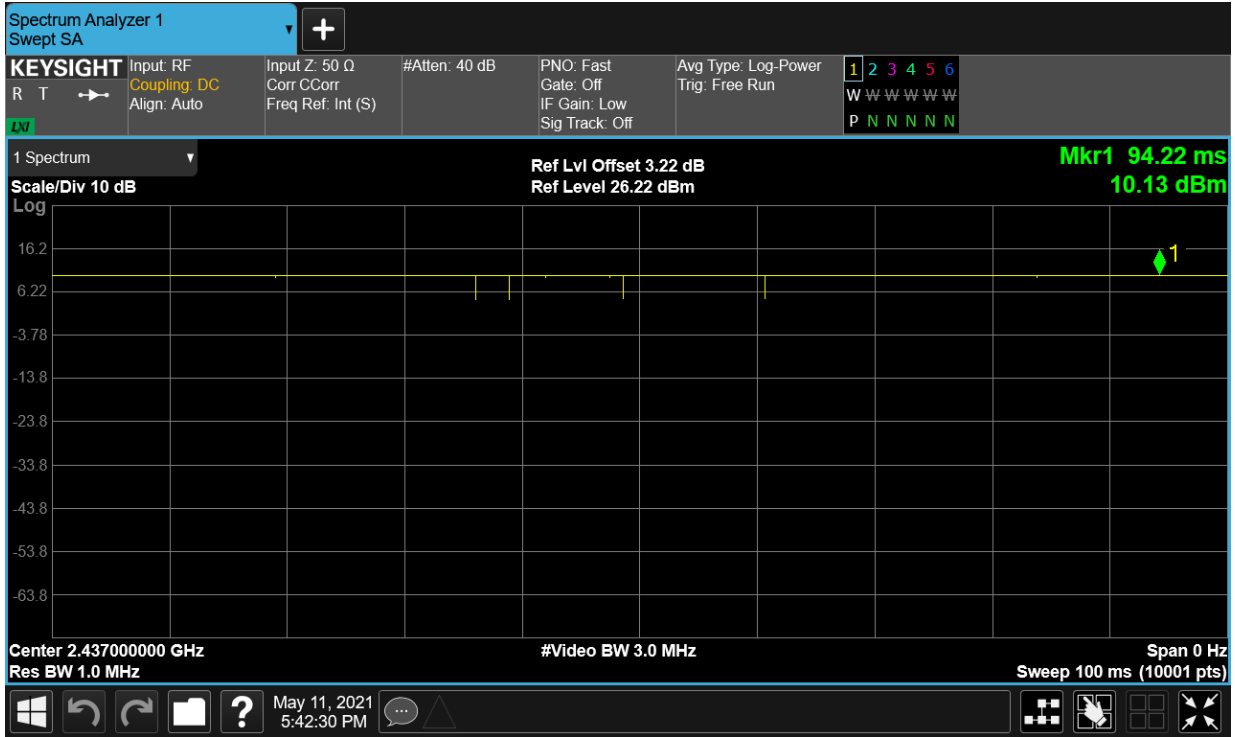 Spectrum Analyzer 1
Swept SA
KEYSIGHT
R T
LXI
Input: RF
Coupling: DC
Align: Auto
Input Z: 50 Ω
Corr CCorr
Freq Ref: Int (S)
#Atten: 40 dB
PNO: Fast
Gate: Off
IF Gain: Low
Sig Track: Off
Avg Type: Log-Power
Trig: Free Run
1 2 3 4 5 6
W W W W W W
P N N N N N
1 Spectrum
Scale/Div 10 dB
Log
Ref Lvl Offset 3.22 dB
Ref Level 26.22 dBm
Mkr1 94.22 ms
10.13 dBm
1
16.2
6.22
-3.78
-13.8
-23.8
-33.8
-43.8
-53.8
-63.8
Center 2.437000000 GHz
Res BW 1.0 MHz
#Video BW 3.0 MHz
Span 0 Hz
Sweep 100 ms (10001 pts)
?
May 11, 2021
5:42:30 PM